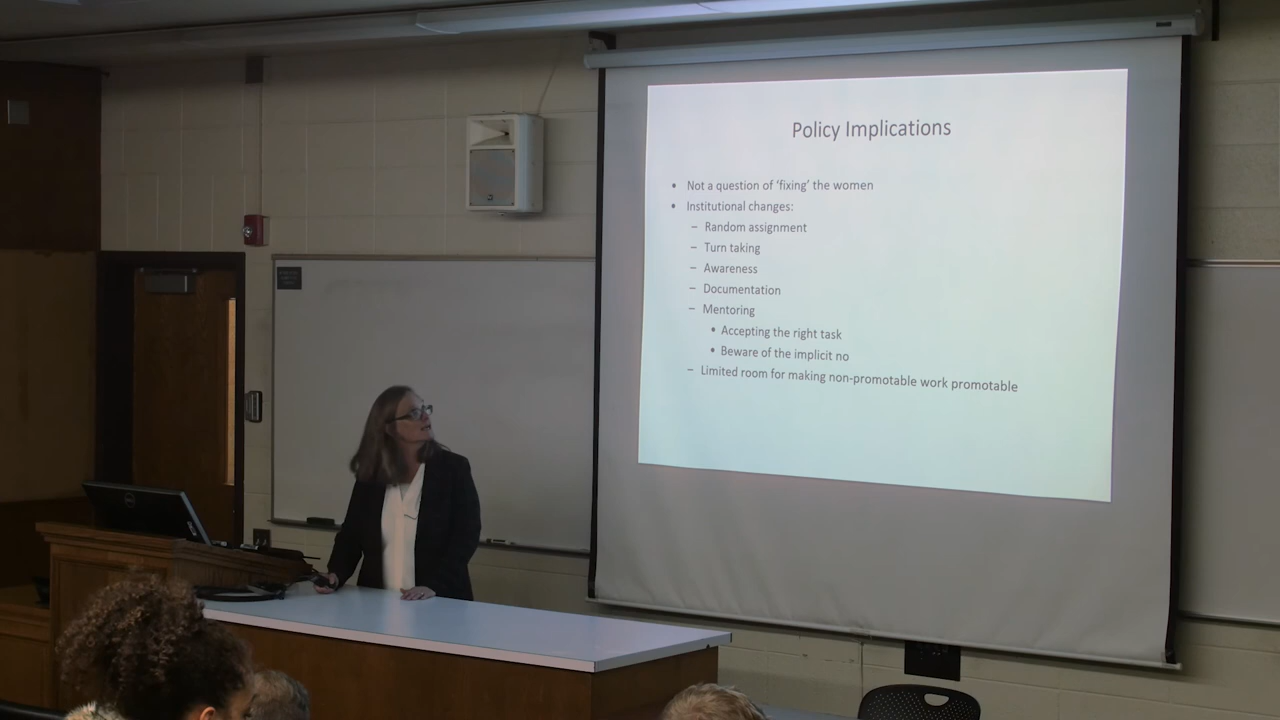 Policy Implications
• Not a question of ‘fixing’ the women
• Institutional changes:
– Random assignment
– Turn taking
– Awareness
– Documentation
– Mentoring
• Accepting the right task
• Beware of the implicit no
– Limited room for making non-promotable work promotable
DELL